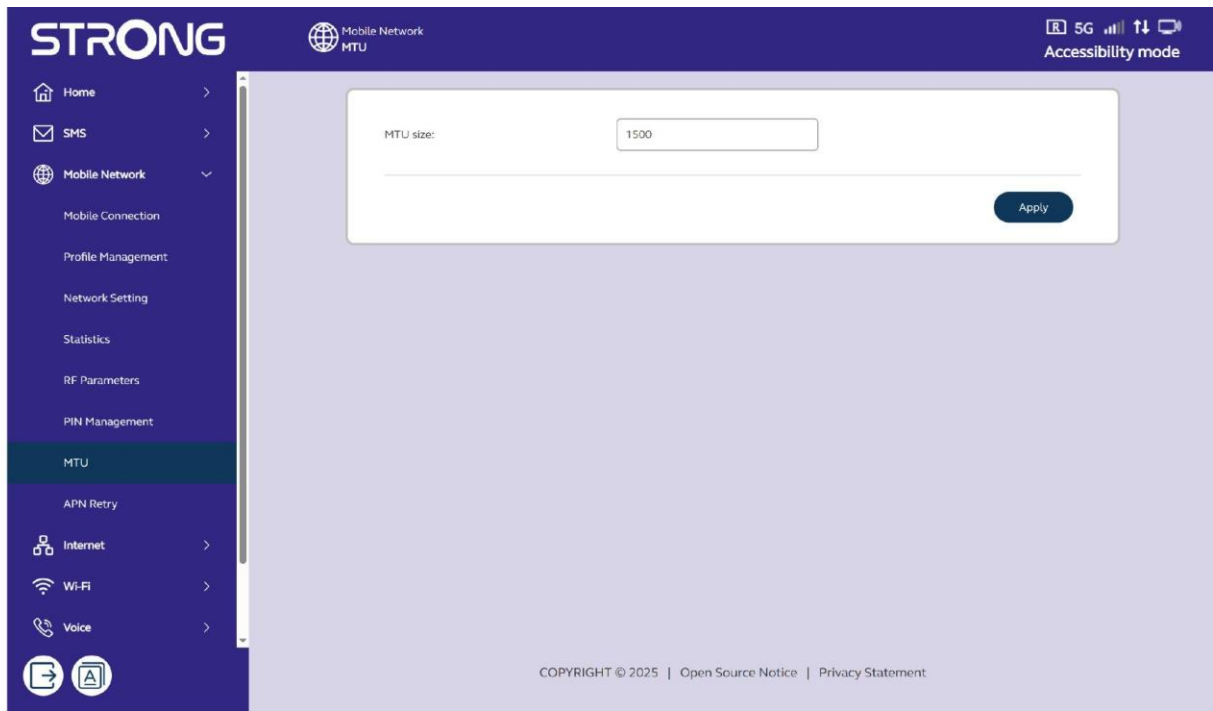 STRONG
Mobile Network
MTU
R 5G
Accessibility mode
Home
SMS
Mobile Network
Mobile Connection
Profile Management
Network Setting
Statistics
RF Parameters
PIN Management
MTU
APN Retry
Internet
Wi-Fi
Voice
A
MTU size: 1500
Apply
COPYRIGHT © 2025 | Open Source Notice | Privacy Statement